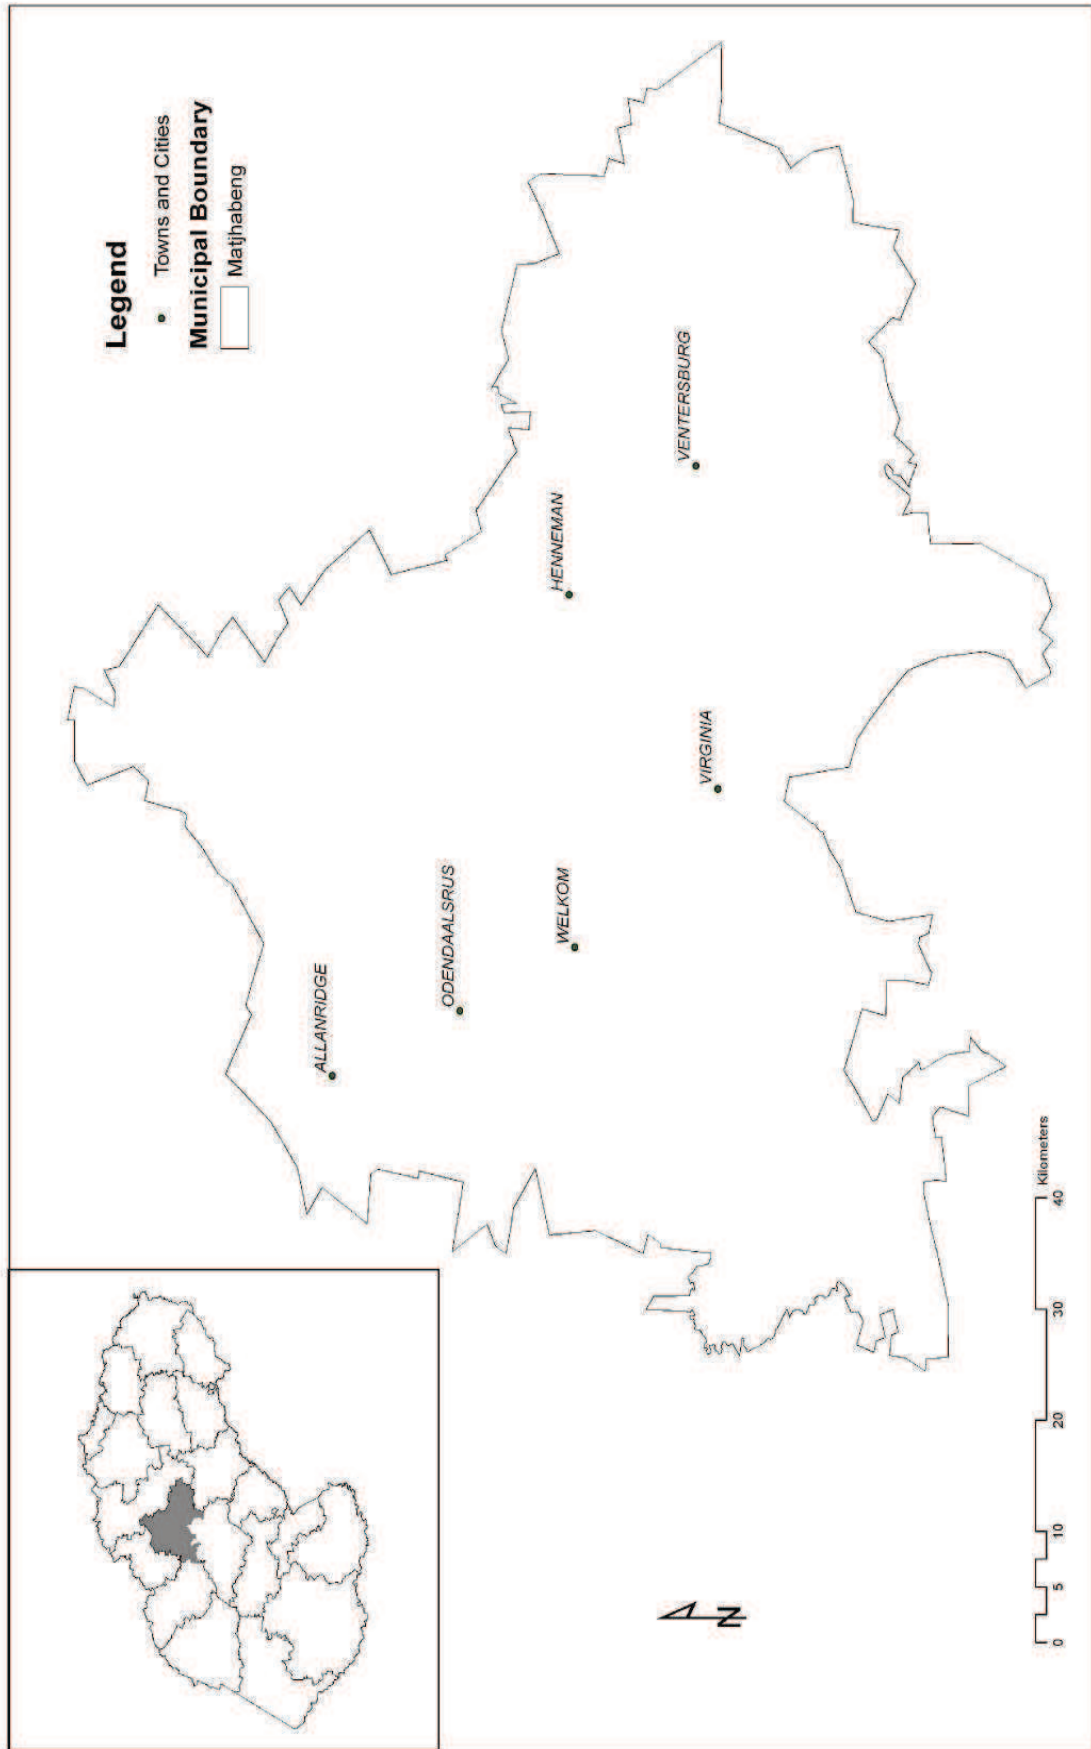 Legend
Towns and Cities
Municipal Boundary
Matjhabeng
ALLANRIDGE
ODENDAALSRUS
WELKOM
HENNEMAN
VENTERSBURG
VIRGINIA
N
0 5 10 20 30 40
Kilometers